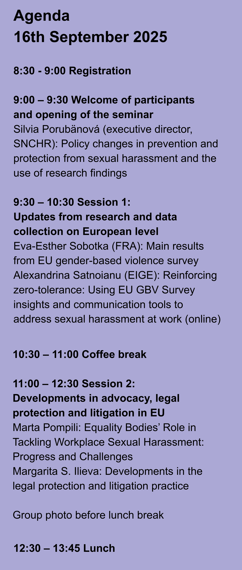 Agenda
16th September 2025
8:30 - 9:00 Registration
9:00 – 9:30 Welcome of participants
and opening of the seminar
Silvia Porubänová (executive director,
SNCHR): Policy changes in prevention and
protection from sexual harassment and the
use of research findings
9:30 – 10:30 Session 1:
Updates from research and data
collection on European level
Eva-Esther Sobotka (FRA): Main results
from EU gender-based violence survey
Alexandrina Satnoianu (EIGE): Reinforcing
zero-tolerance: Using EU GBV Survey
insights and communication tools to
address sexual harassment at work (online)
10:30 – 11:00 Coffee break
11:00 – 12:30 Session 2:
Developments in advocacy, legal
protection and litigation in EU
Marta Pompili: Equality Bodies’ Role in
Tackling Workplace Sexual Harassment:
Progress and Challenges
Margarita S. Ilieva: Developments in the
legal protection and litigation practice
Group photo before lunch break
12:30 – 13:45 Lunch